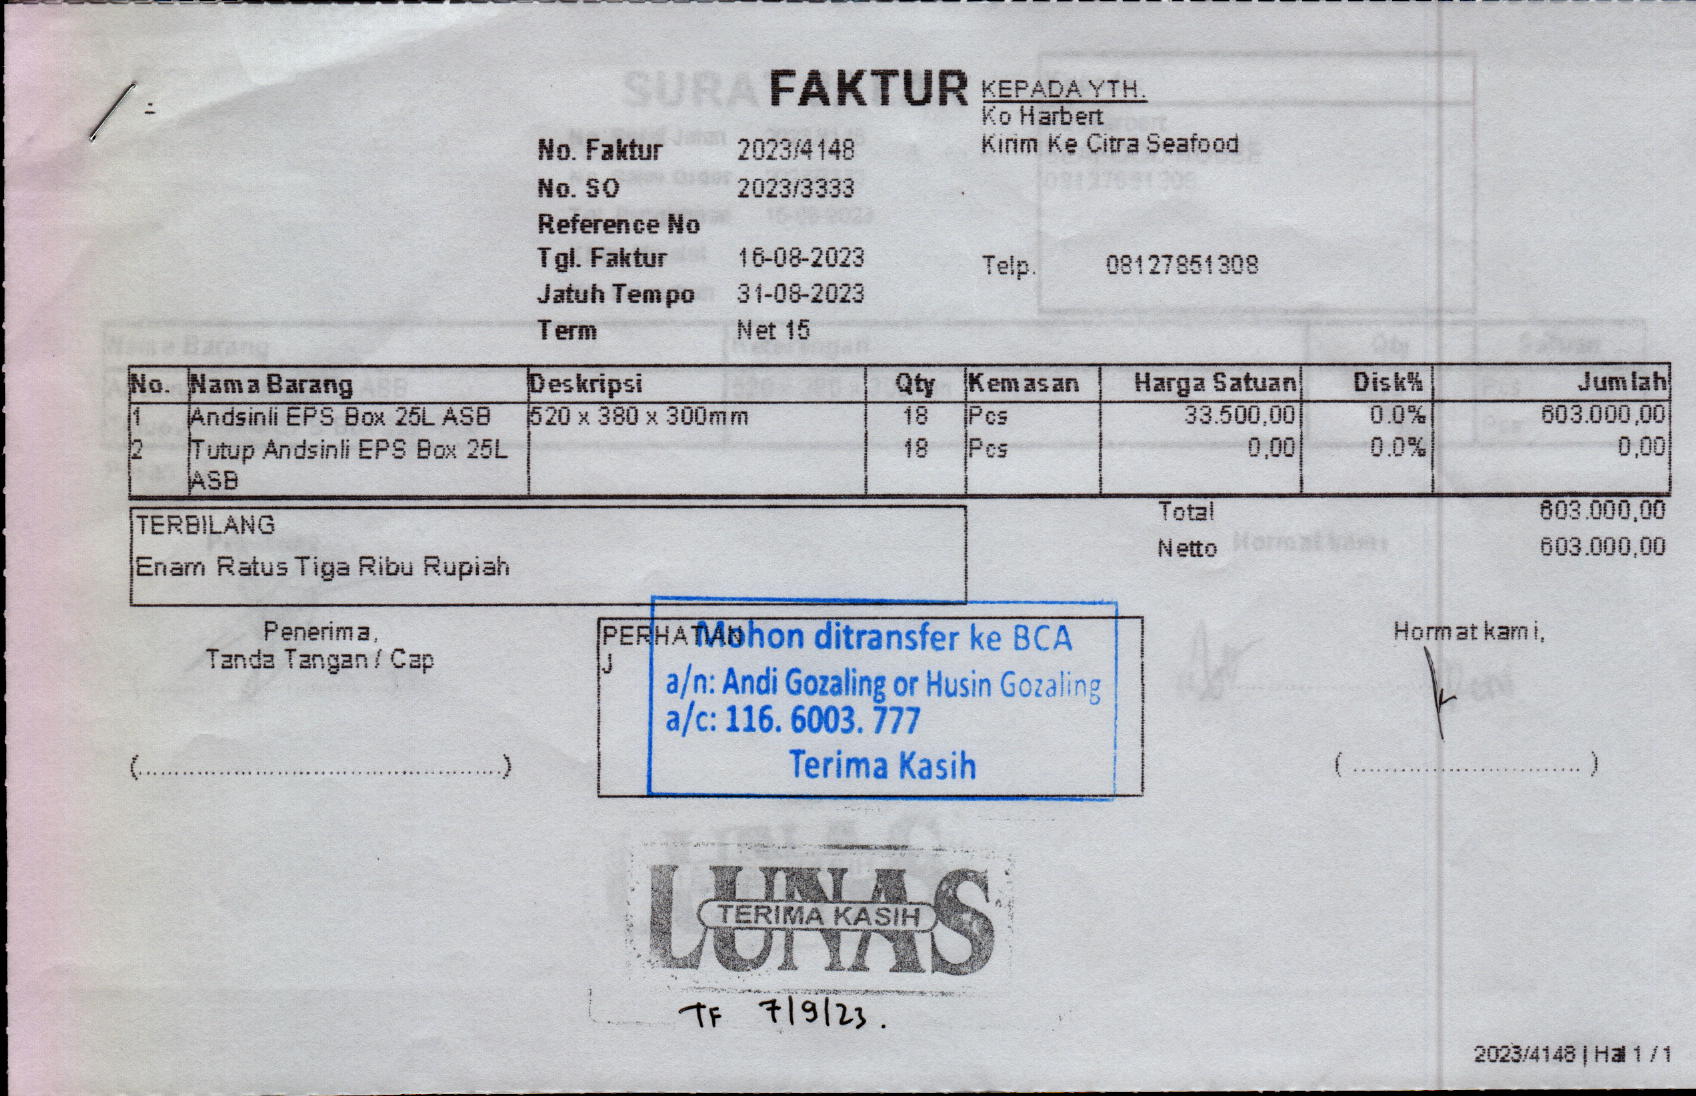 FAKTUR
KEPADA YTH.
Ko Harbert
Kirim Ke Citra Seafood
No. Faktur 2023/4148
No. SO 2023/3333
Reference No
Tgl. Faktur 16-08-2023
Telp. 08127851308
Jatuh Tempo 31-08-2023
Term Net 15
No. Nama Barang Deskripsi Qty Kemasan Harga Satuan Disk% Jumlah
1 Andsinli EPS Box 25L ASB 520 x 380 x 300mm 18 Pcs 33.500,00 0.0% 603.000,00
2 Tutup Andsinli EPS Box 25L 18 Pcs 0,00 0.0% 0,00
ASB
Total 603.000,00
TERBILANG
Netto 603.000,00
Enam Ratus Tiga Ribu Rupiah
Penerima,
Tanda Tangan / Cap
(................................................)
PERHATIAN
J
Mohon ditransfer ke BCA
a/n: Andi Gozaling or Husin Gozaling
a/c: 116. 6003. 777
Terima Kasih
Hormat kami,
( .............................. )
LUNAS
TERIMA KASIH
TF 7/9/23.
2023/4148 | Hal 1 / 1